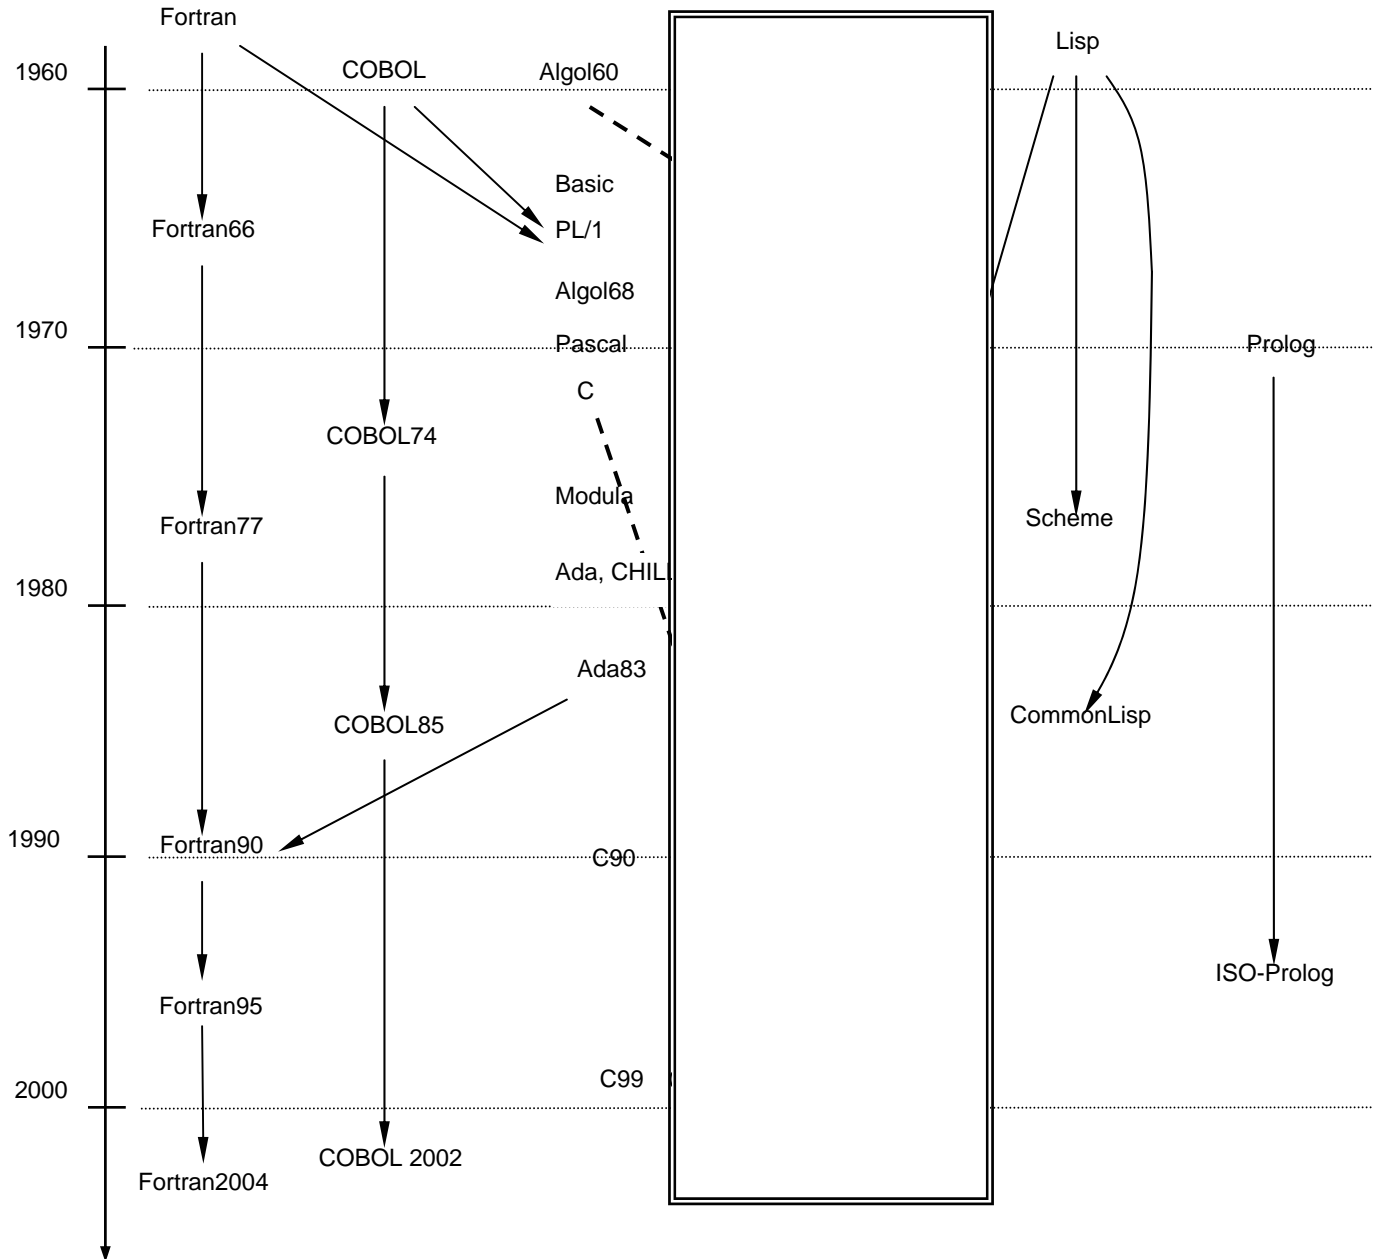 Fortran
Lisp
1960
COBOL
Algol60
Basic
Fortran66
PL/1
Algol68
1970
Pascal
Prolog
C
COBOL74
Modula
Fortran77
Scheme
Ada, CHILL
1980
Ada83
COBOL85
CommonLisp
1990
Fortran90
C90
ISO-Prolog
Fortran95
C99
2000
COBOL 2002
Fortran2004